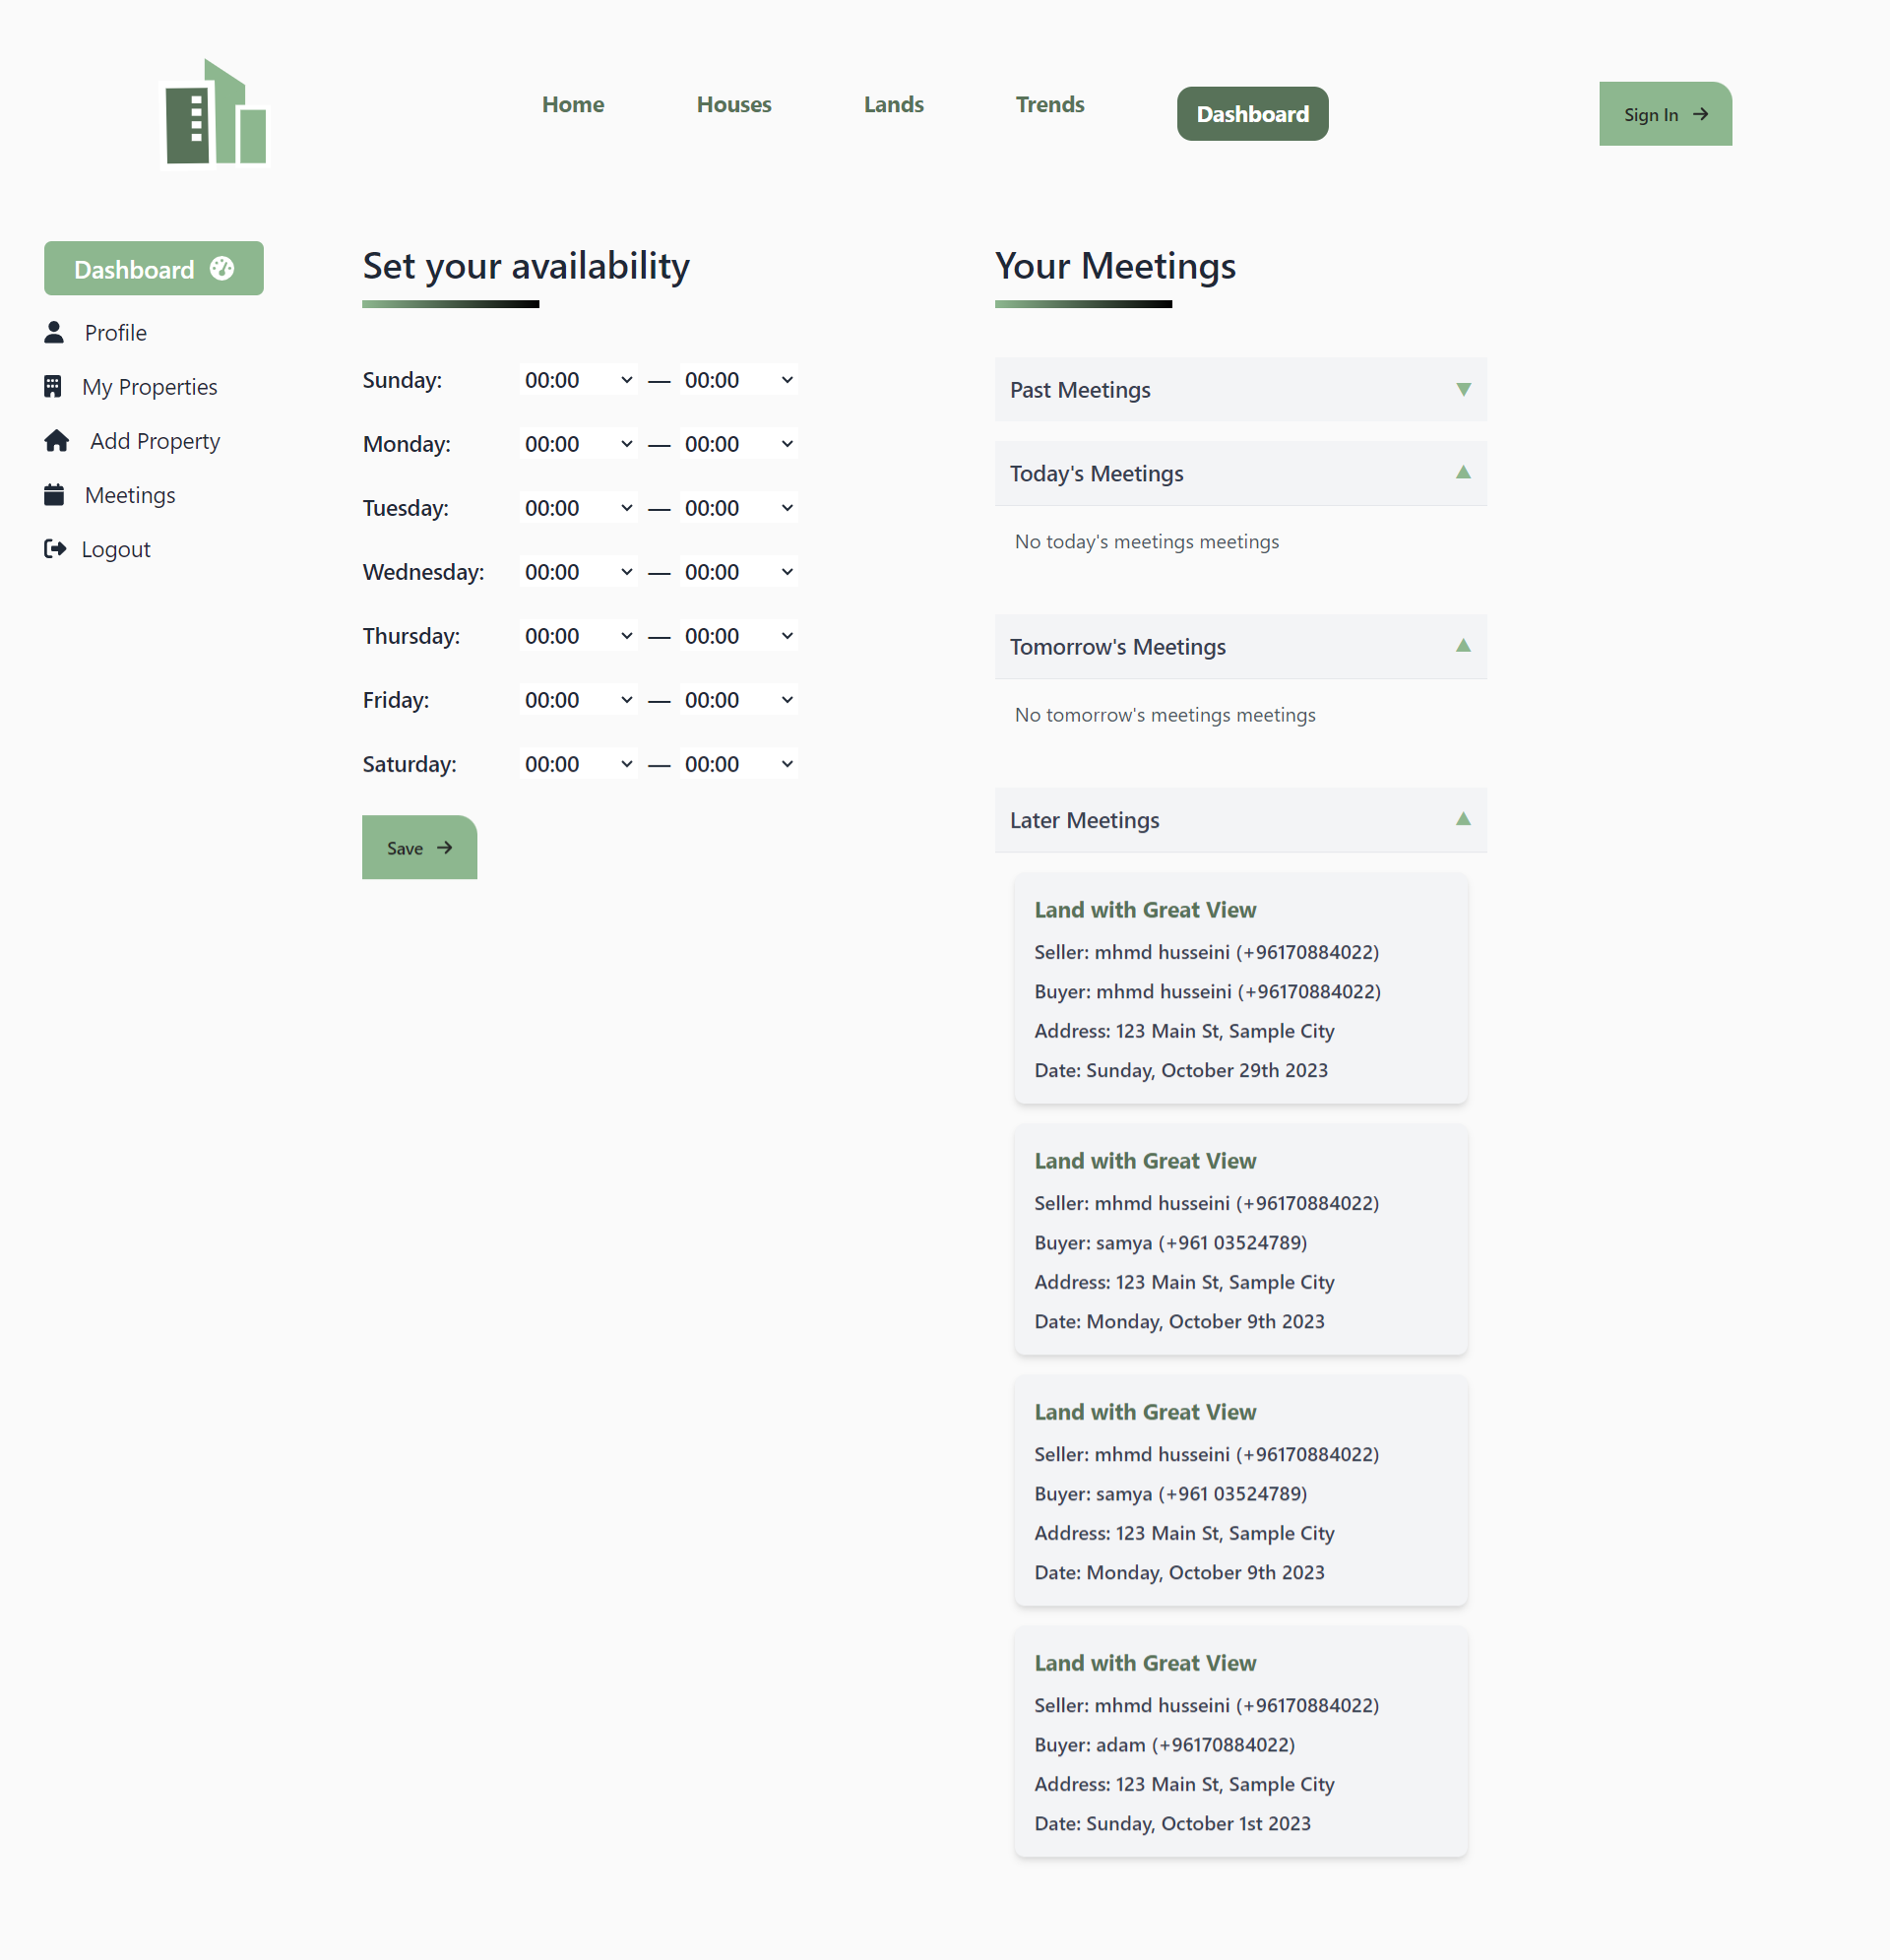 Home
Houses
Lands
Trends
Dashboard
Sign In
Dashboard
Profile
My Properties
Add Property
Meetings
Logout
Set your availability
Sunday: 00:00 — 00:00
Monday: 00:00 — 00:00
Tuesday: 00:00 — 00:00
Wednesday: 00:00 — 00:00
Thursday: 00:00 — 00:00
Friday: 00:00 — 00:00
Saturday: 00:00 — 00:00
Save
Your Meetings
Past Meetings
Today's Meetings
No today's meetings meetings
Tomorrow's Meetings
No tomorrow's meetings meetings
Later Meetings
Land with Great View
Seller: mhmd husseini (+96170884022)
Buyer: mhmd husseini (+96170884022)
Address: 123 Main St, Sample City
Date: Sunday, October 29th 2023
Land with Great View
Seller: mhmd husseini (+96170884022)
Buyer: samya (+961 03524789)
Address: 123 Main St, Sample City
Date: Monday, October 9th 2023
Land with Great View
Seller: mhmd husseini (+96170884022)
Buyer: samya (+961 03524789)
Address: 123 Main St, Sample City
Date: Monday, October 9th 2023
Land with Great View
Seller: mhmd husseini (+96170884022)
Buyer: adam (+96170884022)
Address: 123 Main St, Sample City
Date: Sunday, October 1st 2023